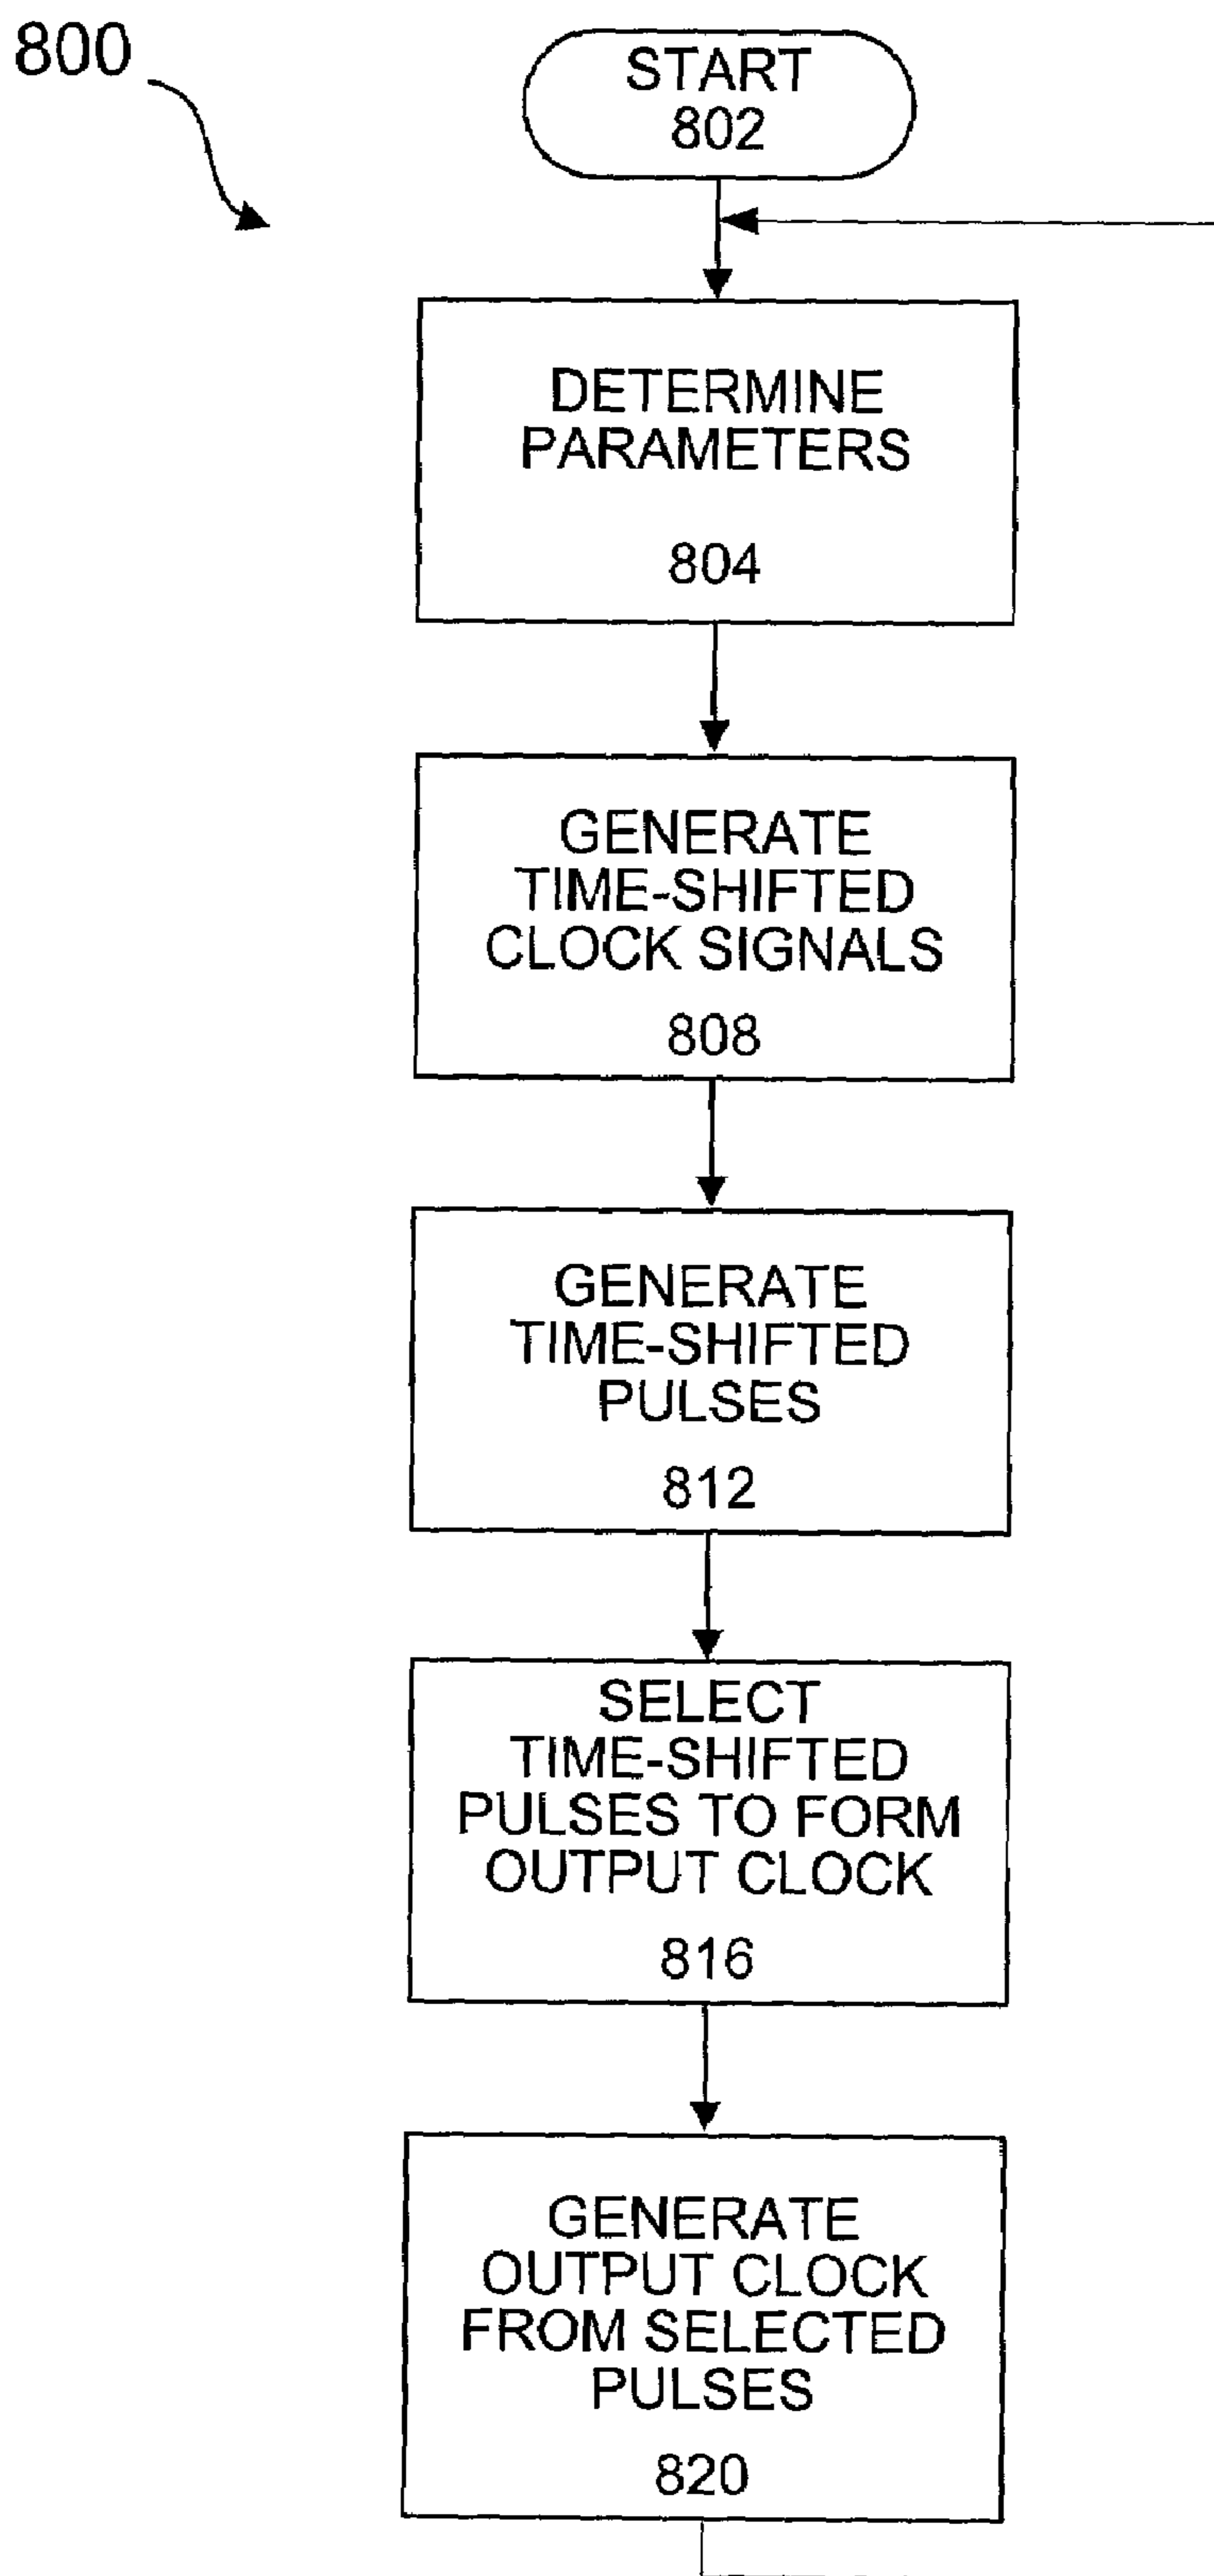 800
START
802
DETERMINE
PARAMETERS
804
GENERATE
TIME-SHIFTED
CLOCK SIGNALS
808
GENERATE
TIME-SHIFTED
PULSES
812
SELECT
TIME-SHIFTED
PULSES TO FORM
OUTPUT CLOCK
816
GENERATE
OUTPUT CLOCK
FROM SELECTED
PULSES
820